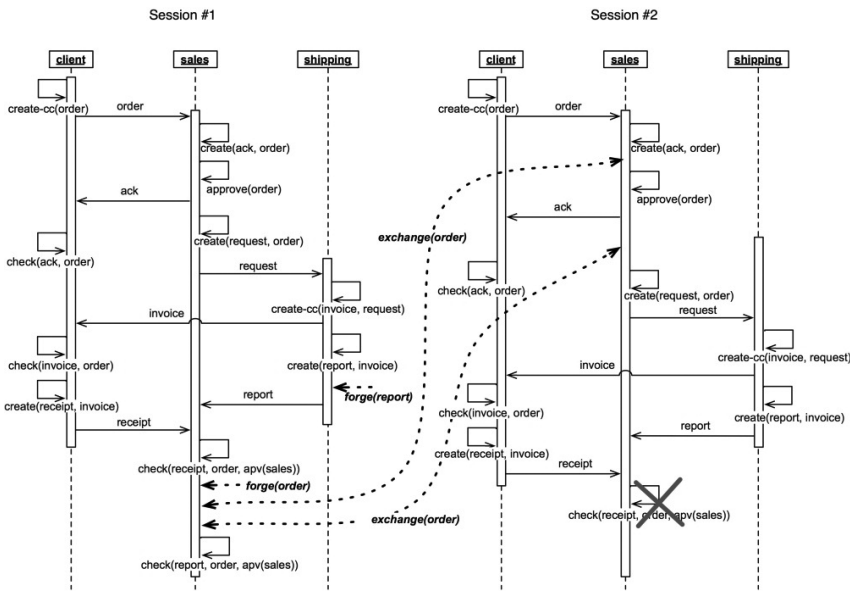 Session #1
Session #2
client
sales
shipping
client
sales
shipping
create-cc(order)
order
create(ack, order)
approve(order)
ack
create(request, order)
check(ack, order)
request
create-cc(invoice, request)
invoice
check(invoice, order)
create(report, invoice)
create(receipt, invoice)
forge(report)
report
receipt
check(receipt, order, apv(sales))
forge(order)
check(report, order, apv(sales))
exchange(order)
exchange(order)
create-cc(order)
order
create(ack, order)
approve(order)
ack
check(ack, order)
create(request, order)
request
create-cc(invoice, request)
invoice
check(invoice, order)
create(report, invoice)
report
create(receipt, invoice)
receipt
check(receipt, order, apv(sales))